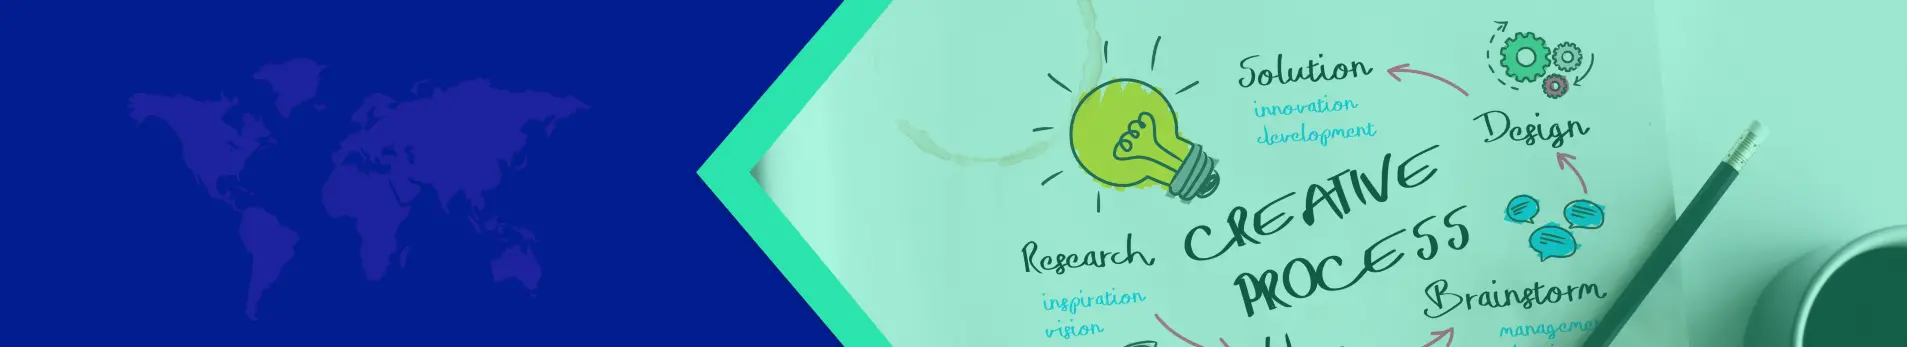 Solution
innovation
development
Design
CREATIVE
PROCESS
Research
inspiration
vision
Brainstorm